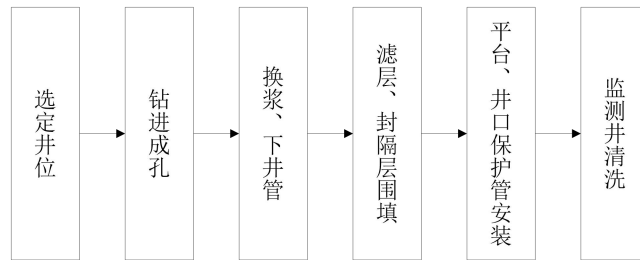 选定井位
钻进成孔
换浆、下井管
滤层、封隔层围填
平台、井口保护管安装
监测井清洗